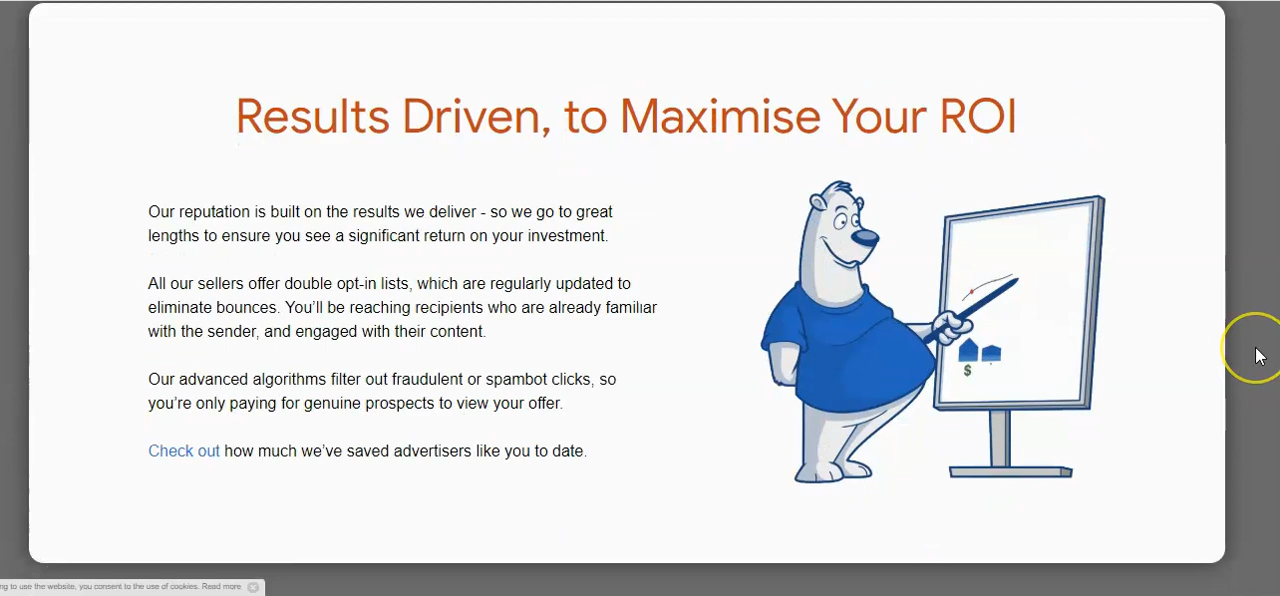 Results Driven, to Maximise Your ROI
Our reputation is built on the results we deliver - so we go to great
lengths to ensure you see a significant return on your investment.
All our sellers offer double opt-in lists, which are regularly updated to
eliminate bounces. You’ll be reaching recipients who are already familiar
with the sender, and engaged with their content.
Our advanced algorithms filter out fraudulent or spambot clicks, so
you’re only paying for genuine prospects to view your offer.
Check out how much we’ve saved advertisers like you to date.
$
ng to use the website, you consent to the use of cookies. Read more